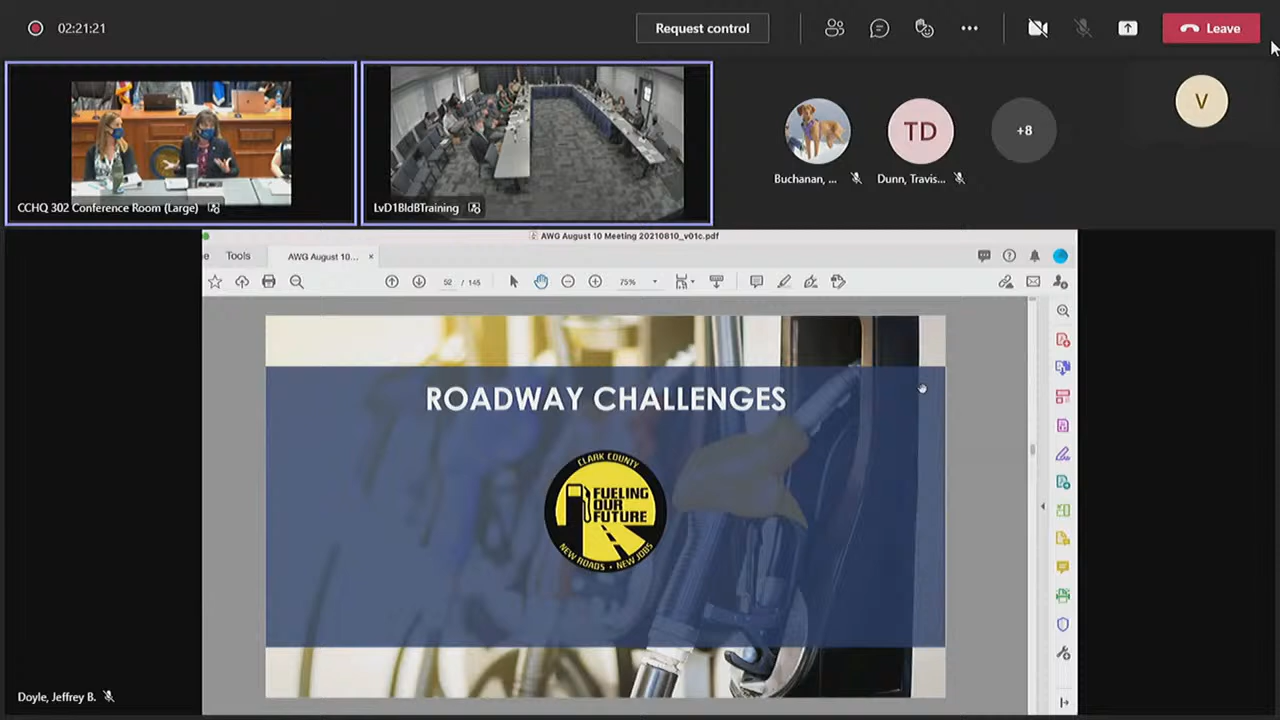 02:21:21
Request control
Leave
CCHQ 302 Conference Room (Large)
LvD1BldBTraining
Buchanan, ...
TD
Dunn, Travis...
+8
V
AWG August 10 Meeting 20210810_v01c.pdf
e
Tools
AWG August 10...
52 / 145
75%
ROADWAY CHALLENGES
CLARK COUNTY
FUELING
OUR
FUTURE
NEW ROADS • NEW JOBS
Doyle, Jeffrey B.